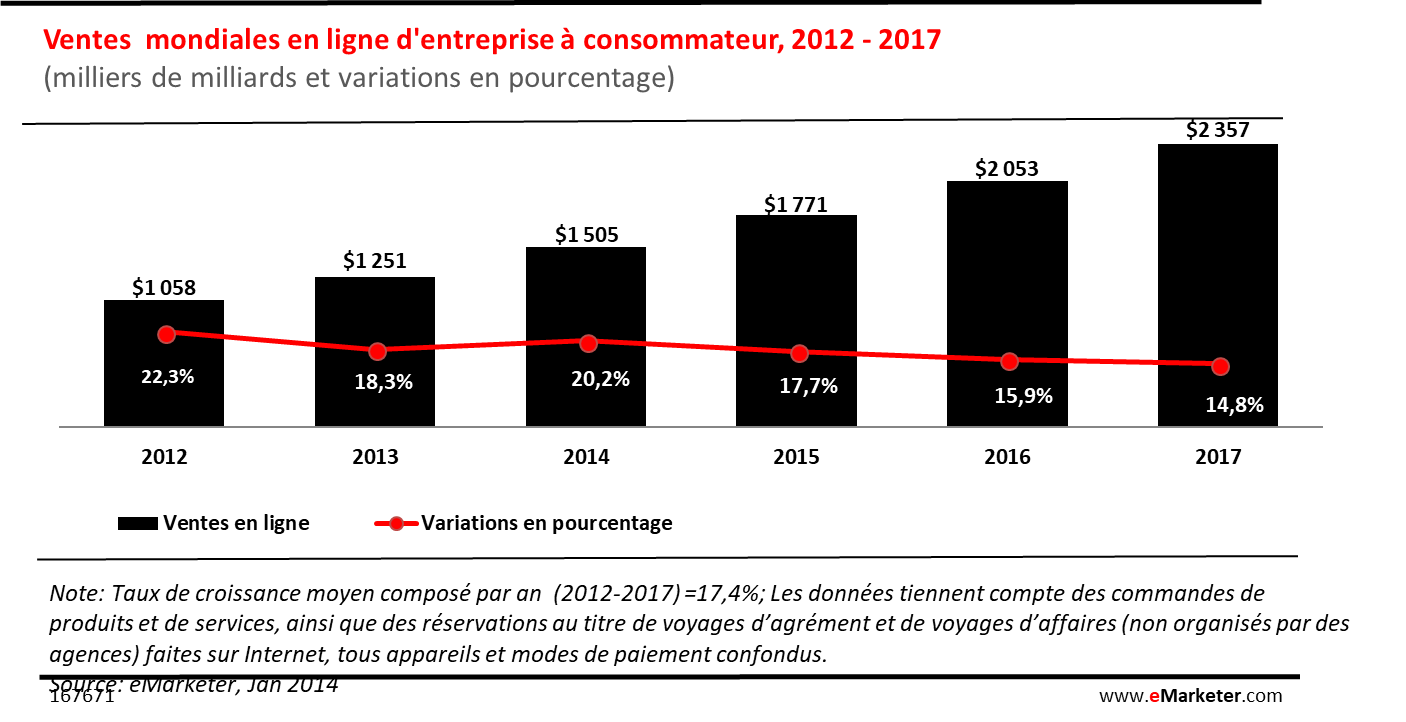 Ventes  mondiales en ligne d'entreprise à consommateur, 2012 - 2017
(milliers de milliards et variations en pourcentage)
$2 357
$2 053
$1 771
$1 505
$1 251
$1 058
22,3%
18,3%
20,2%
17,7%
15,9%
14,8%
2012
2013
2014
2015
2016
2017
Ventes en ligne
Variations en pourcentage
Note: Taux de croissance moyen composé par an  (2012-2017) =17,4%; Les données tiennent compte des commandes de
produits et de services, ainsi que des réservations au titre de voyages d’agrément et de voyages d’affaires (non organisés par des
agences) faites sur Internet, tous appareils et modes de paiement confondus.
Source: eMarketer, Jan 2014
167671
www.eMarketer.com